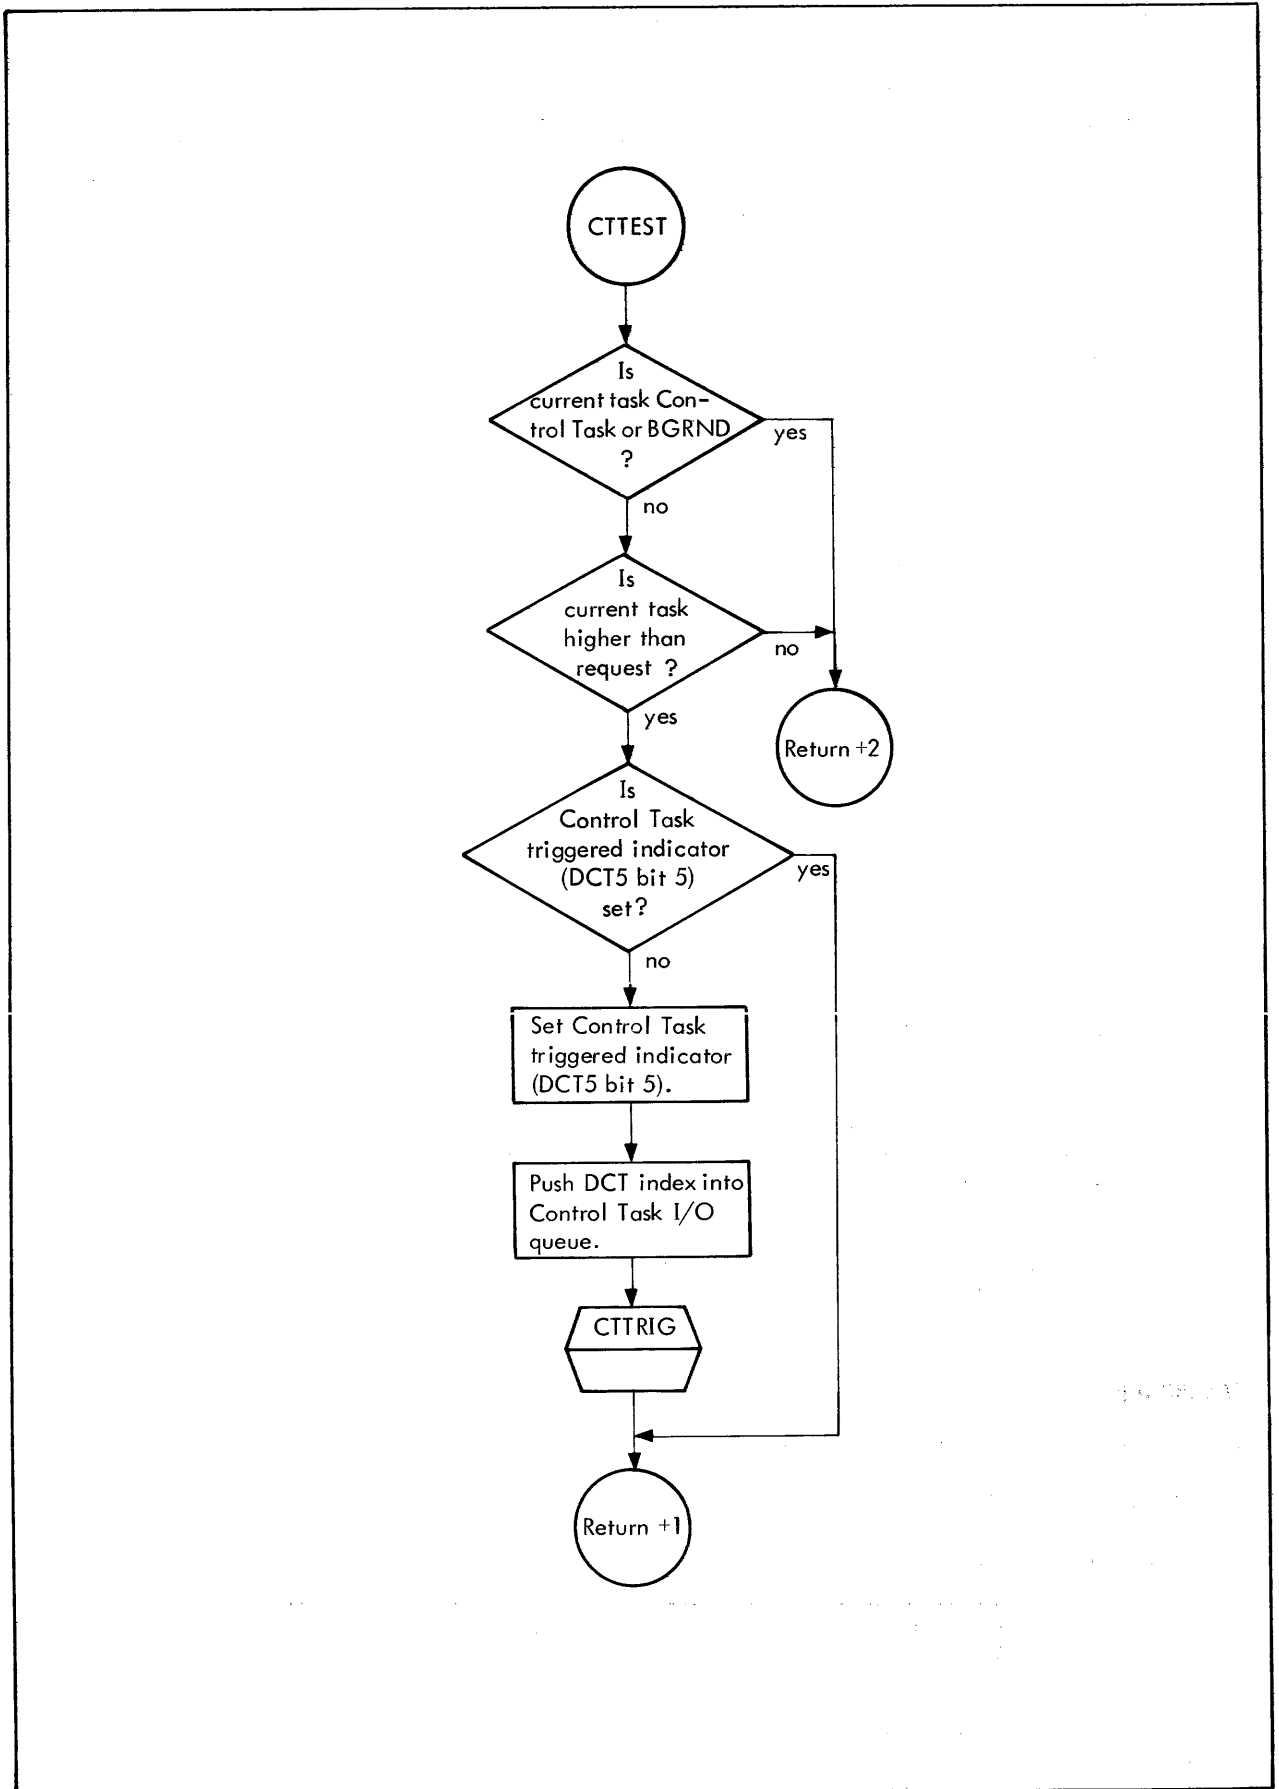 CTTEST
Is
current task Con-
trol Task or BGRND
?
yes
no
Is
current task
higher than
request ?
no
yes
Return +2
Is
Control Task
triggered indicator
(DCT5 bit 5)
set?
yes
no
Set Control Task
triggered indicator
(DCT5 bit 5).
Push DCT index into
Control Task I/O
queue.
CTTRIG
Return +1